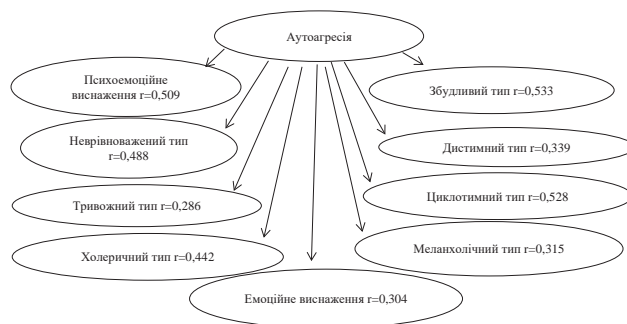 Аутоагресія
Психоемоційне
виснаження r=0,509
Збудливий тип r=0,533
Неврівноважений тип
r=0,488
Дистимний тип r=0,339
Тривожний тип r=0,286
Циклотимний тип r=0,528
Холеричний тип r=0,442
Меланхолічний тип r=0,315
Емоційне виснаження r=0,304